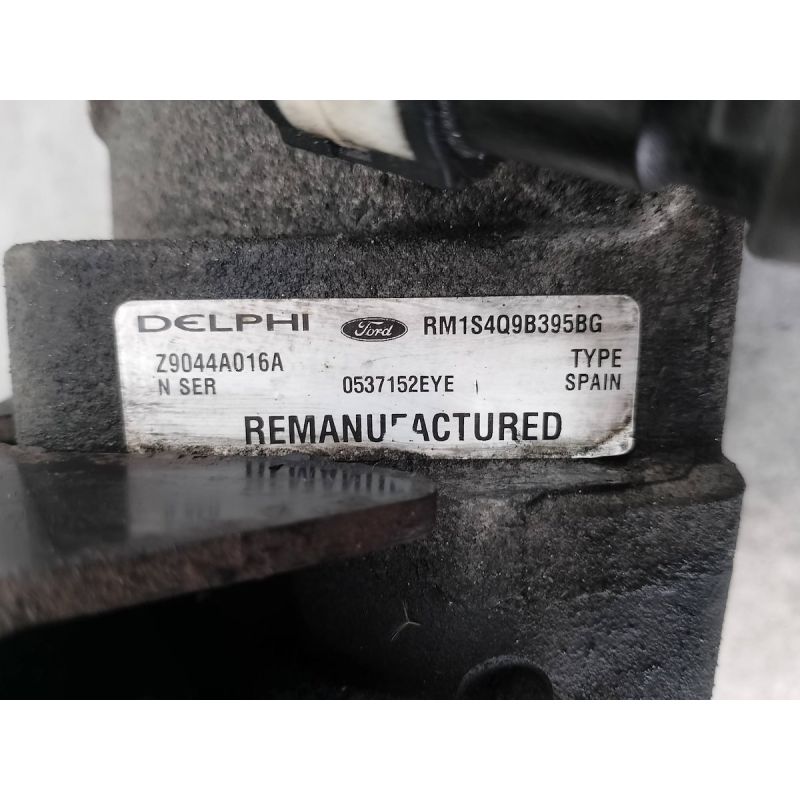 DELPHI Ford RM1S4Q9B395BG
Z9044A016A TYPE
N SER 0537152EYE SPAIN
REMANUFACTURED